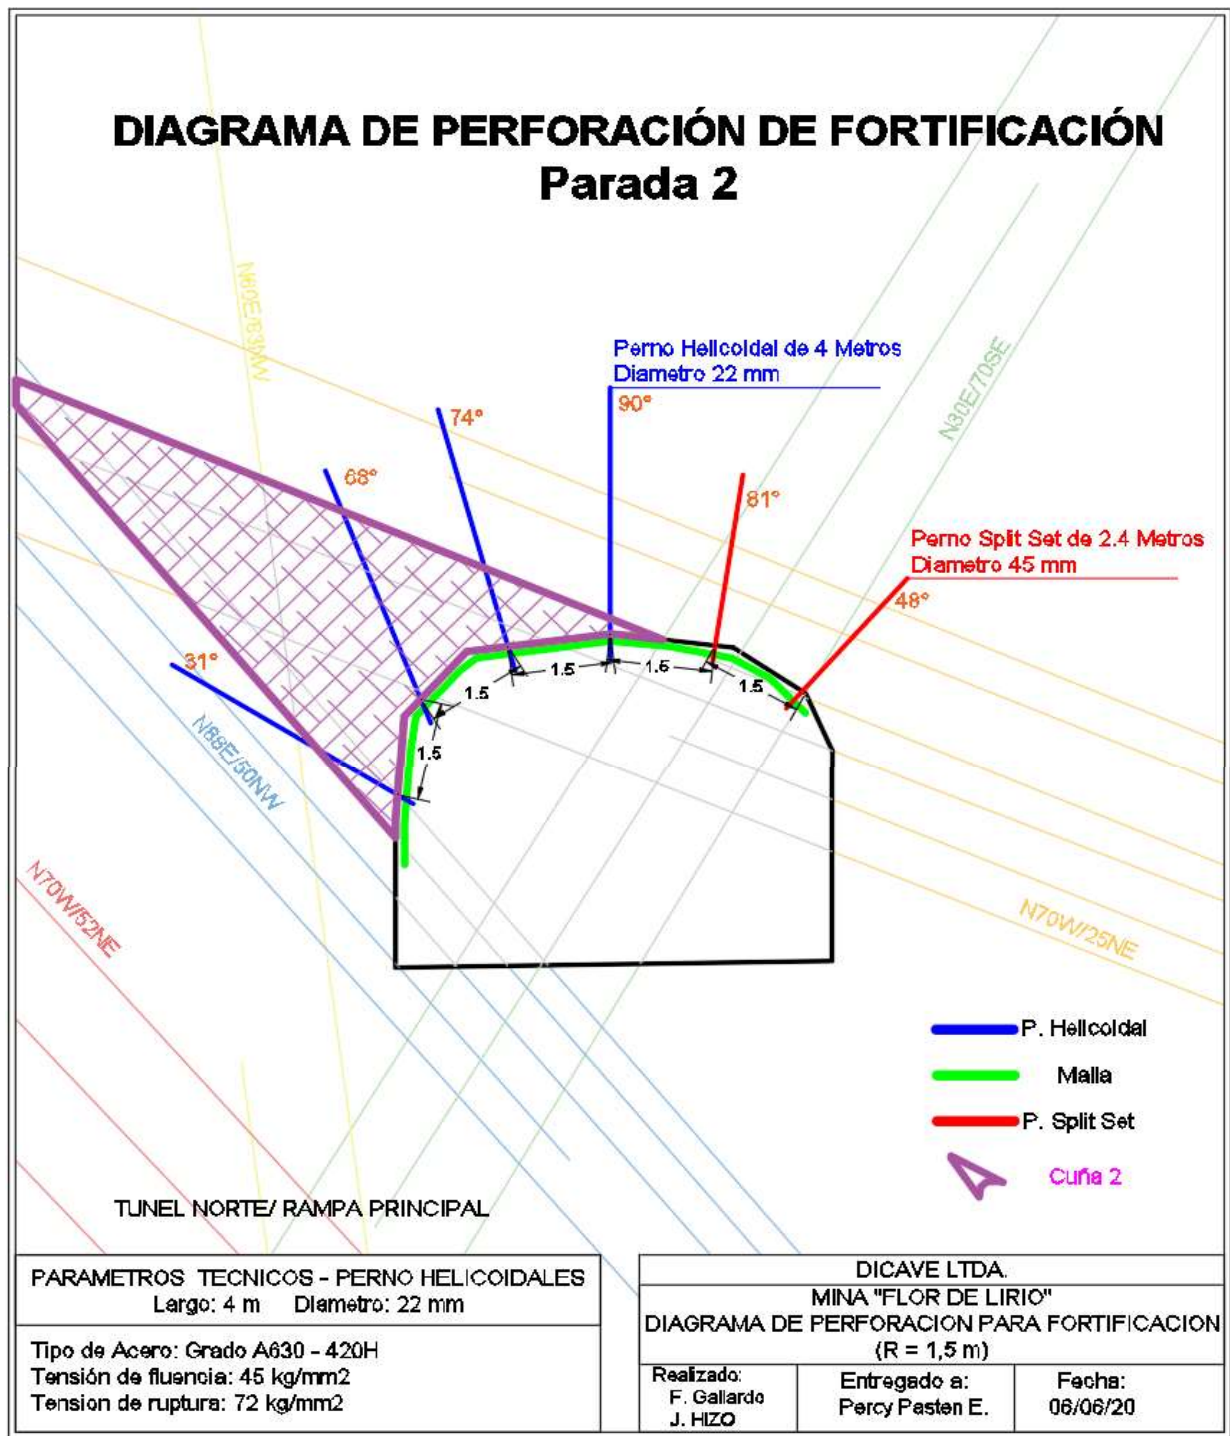 DIAGRAMA DE PERFORACIÓN DE FORTIFICACIÓN
Parada 2
N60E/83NW
Perno Helicoidal de 4 Metros
Diametro 22 mm
90°
74°
68°
81°
N30E/70SE
Perno Split Set de 2.4 Metros
Diametro 45 mm
48°
31°
1.5
1.5
1.5
1.5
1.5
N88E/50NW
N70W/52NE
N70W/25NE
P. Helicoidal
Malla
P. Split Set
Cuña 2
TUNEL NORTE/ RAMPA PRINCIPAL
PARAMETROS TECNICOS - PERNO HELICOIDALES
Largo: 4 m Diametro: 22 mm
Tipo de Acero: Grado A630 - 420H
Tensión de fluencia: 45 kg/mm2
Tension de ruptura: 72 kg/mm2
DICAVE LTDA.
MINA "FLOR DE LIRIO"
DIAGRAMA DE PERFORACION PARA FORTIFICACION
(R = 1,5 m)
Realizado:
F. Gallardo
J. HIZO
Entregado a:
Percy Pasten E.
Fecha:
06/06/20